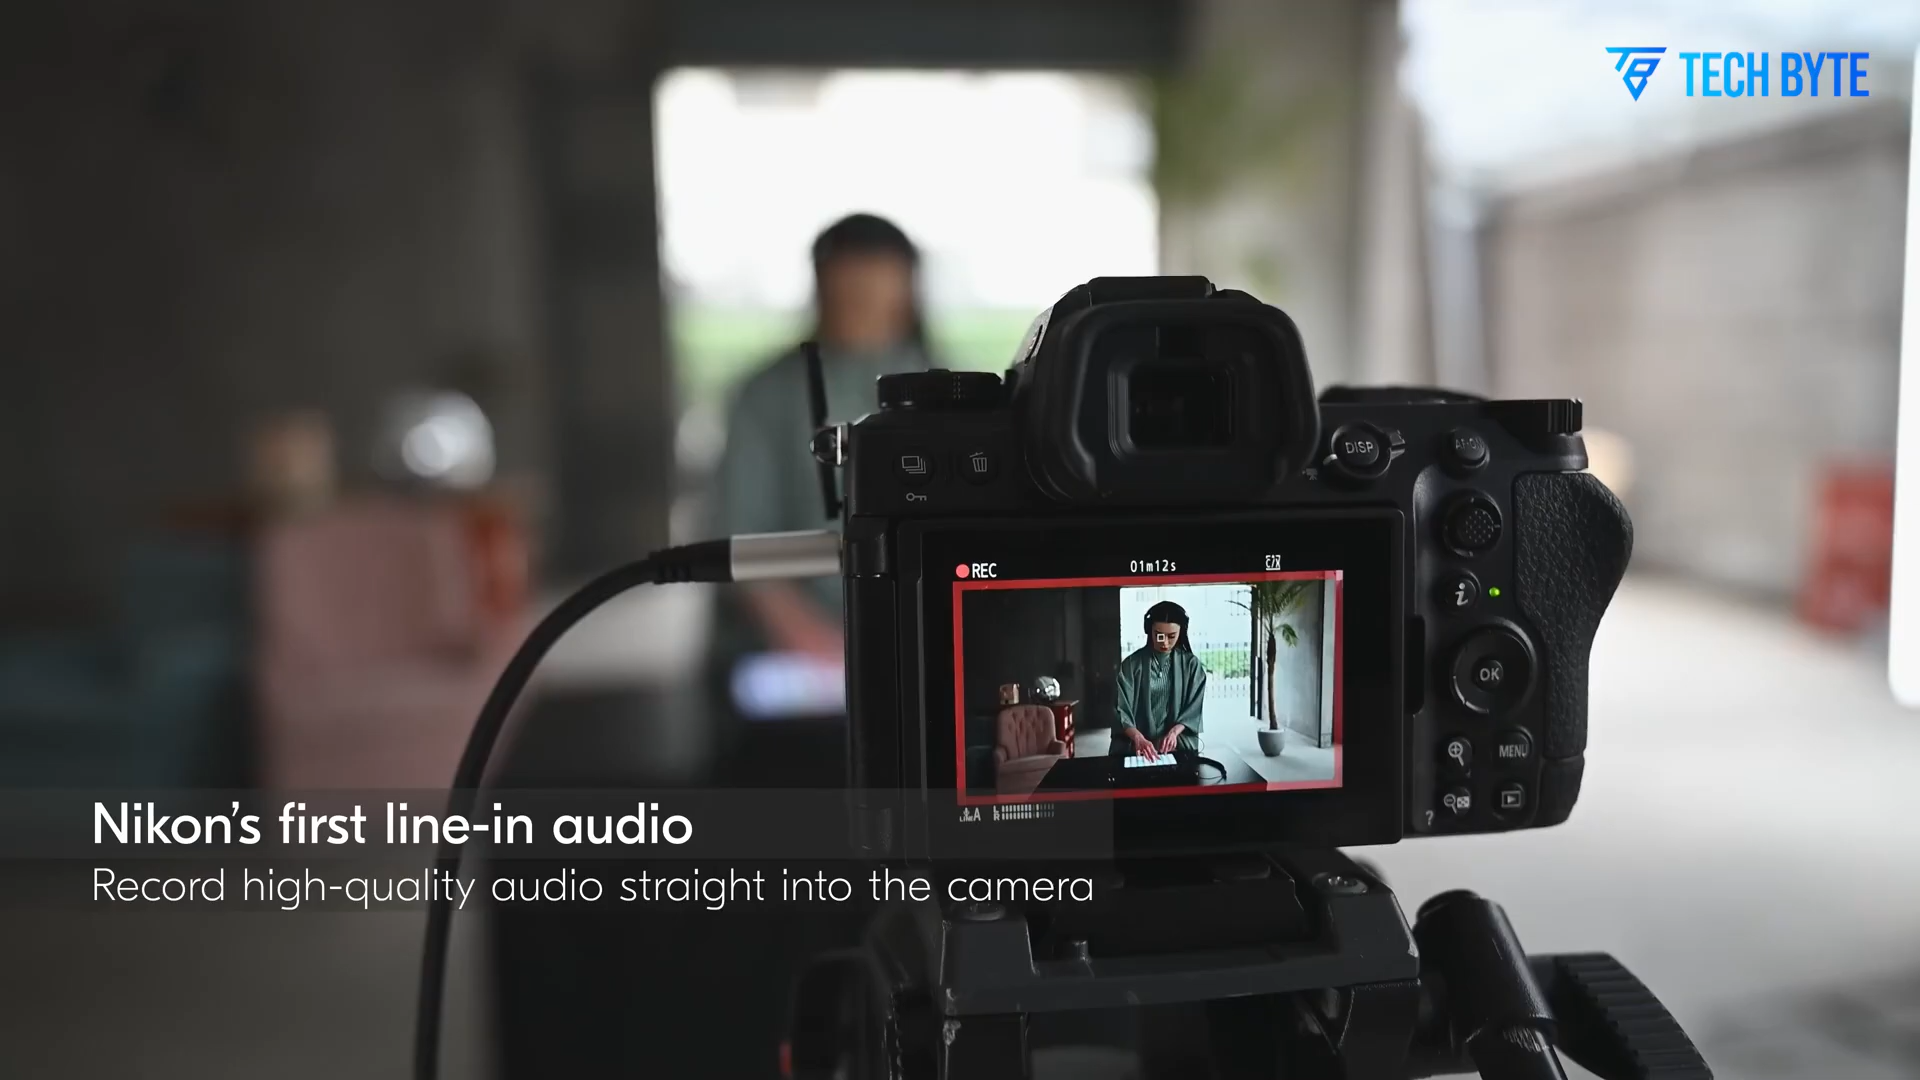 TECH BYTE
DISP
REC
01m12s
i
OK
MENU
?
Nikon's first line-in audio
Record high-quality audio straight into the camera